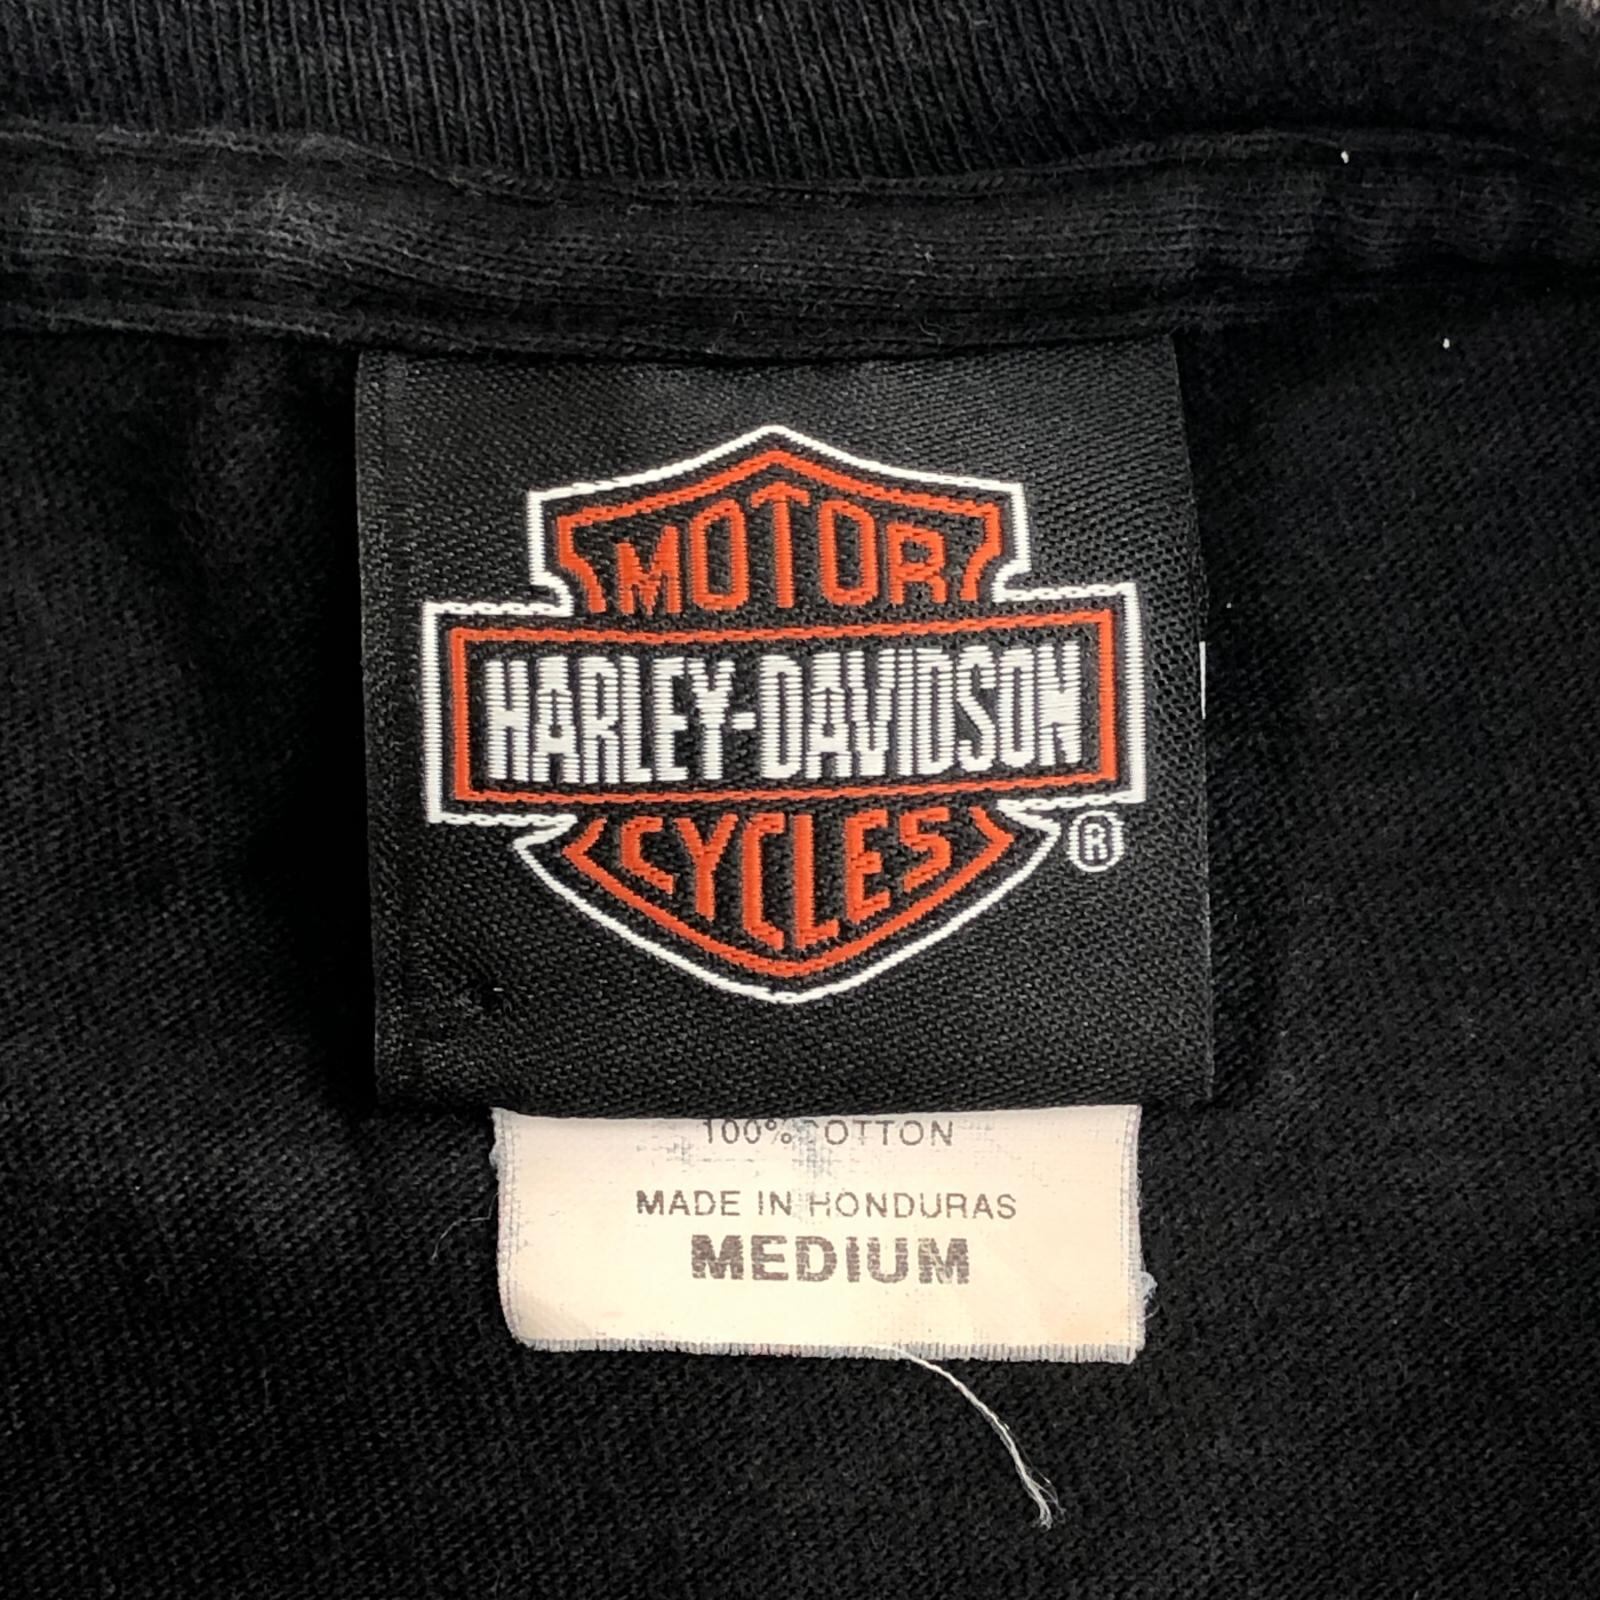 MOTOR
HARLEY-DAVIDSON
CYCLES
®
100% COTTON
MADE IN HONDURAS
MEDIUM